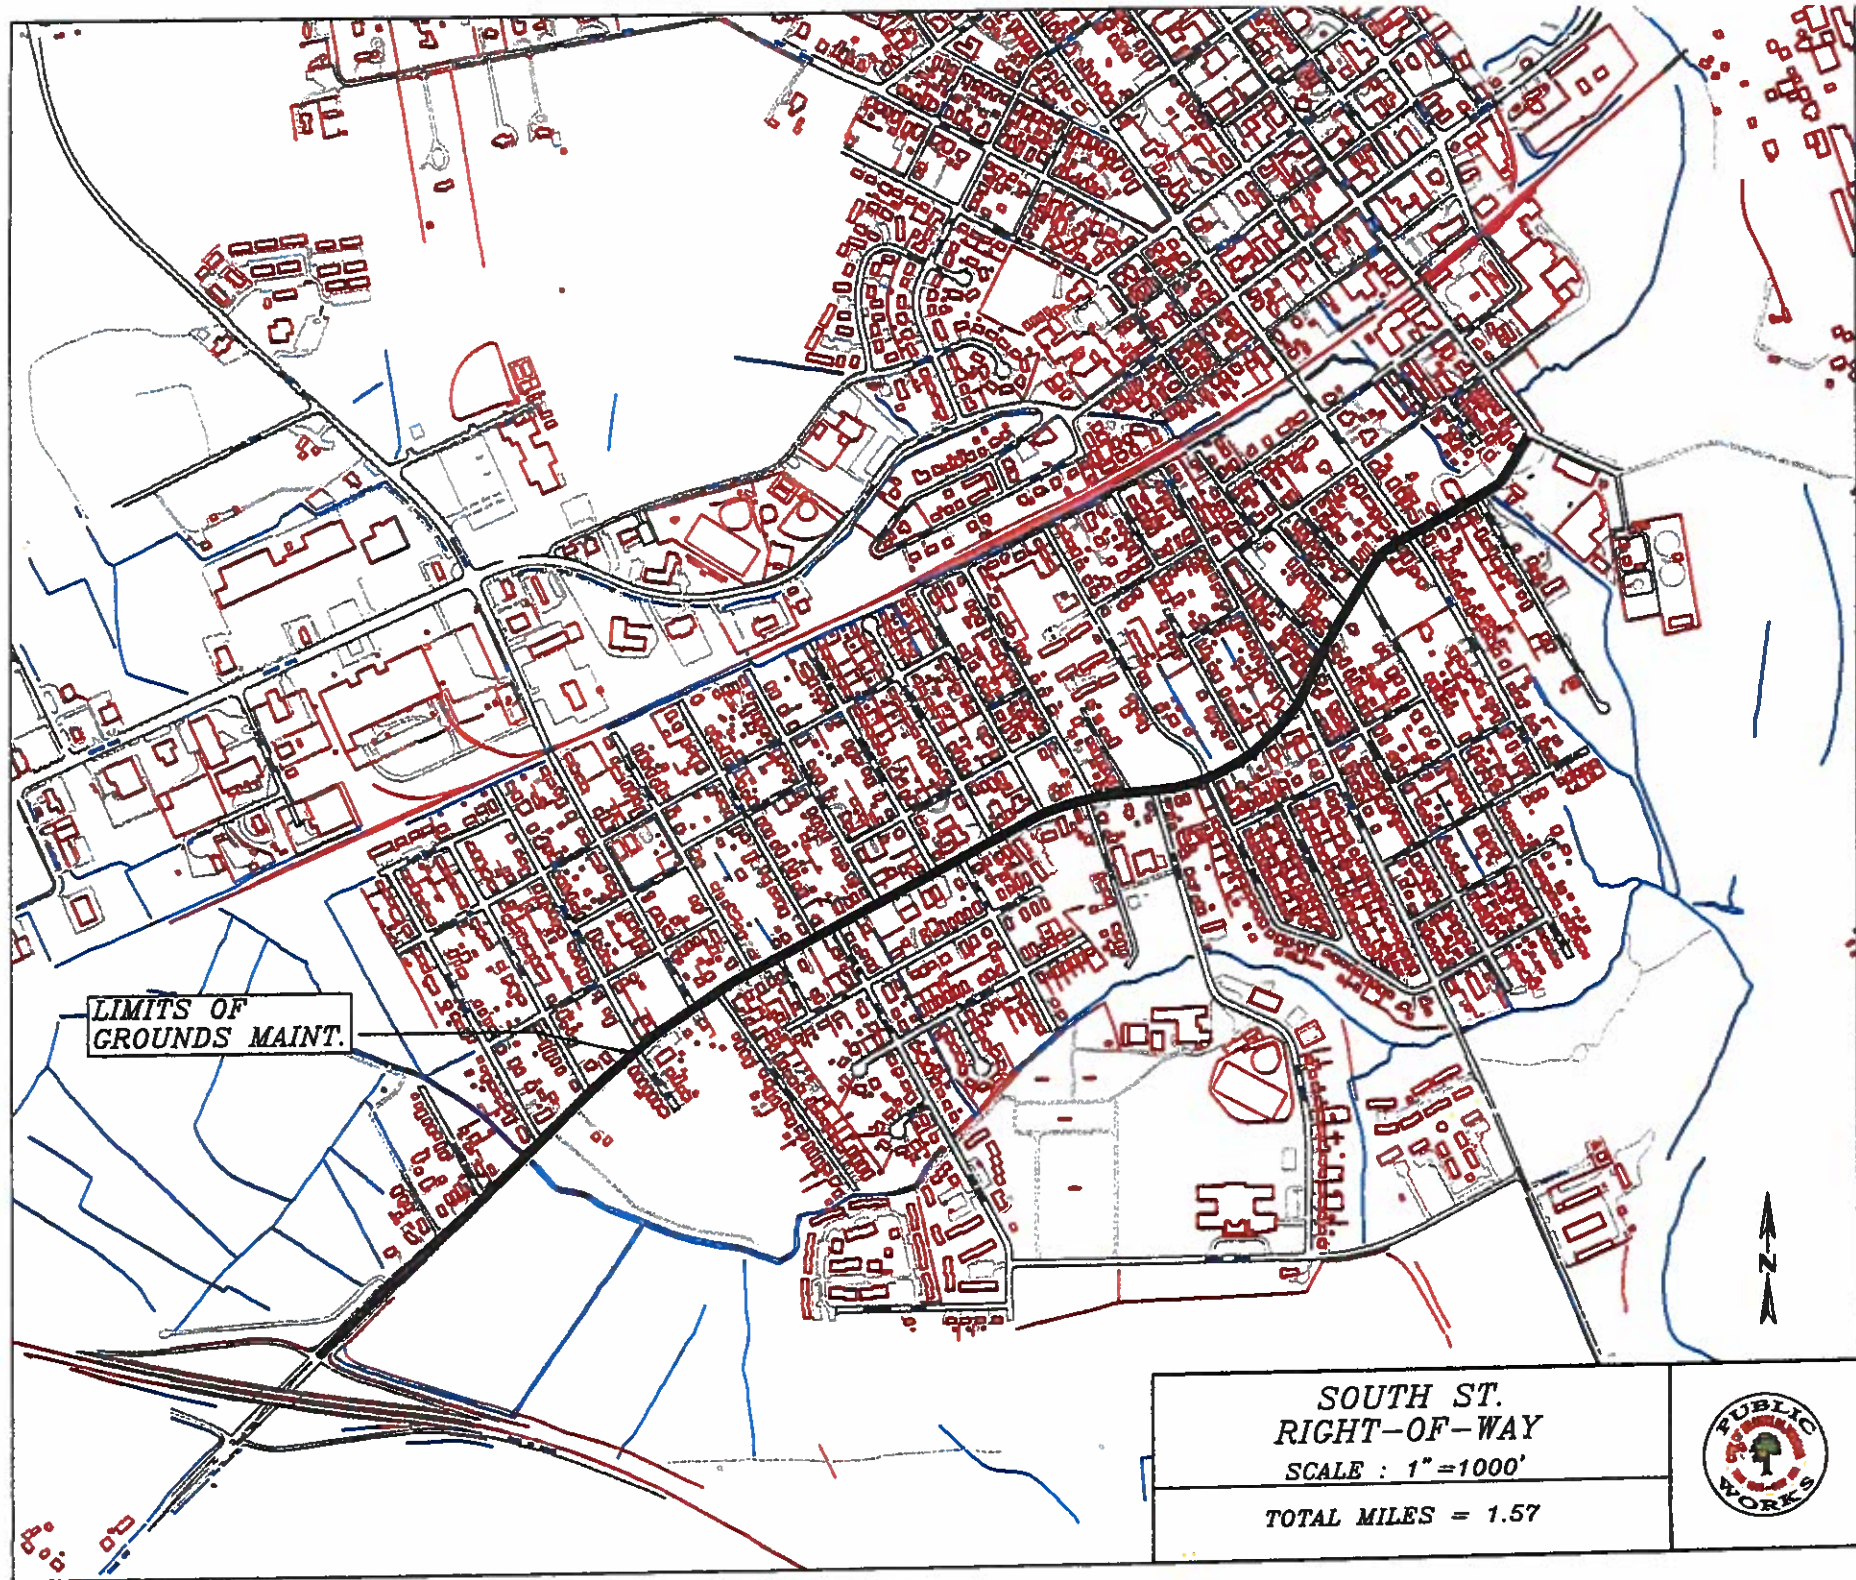 LIMITS OF
GROUNDS MAINT.
N
SOUTH ST.
RIGHT-OF-WAY
SCALE : 1"=1000'
TOTAL MILES = 1.57
PUBLIC
WORKS